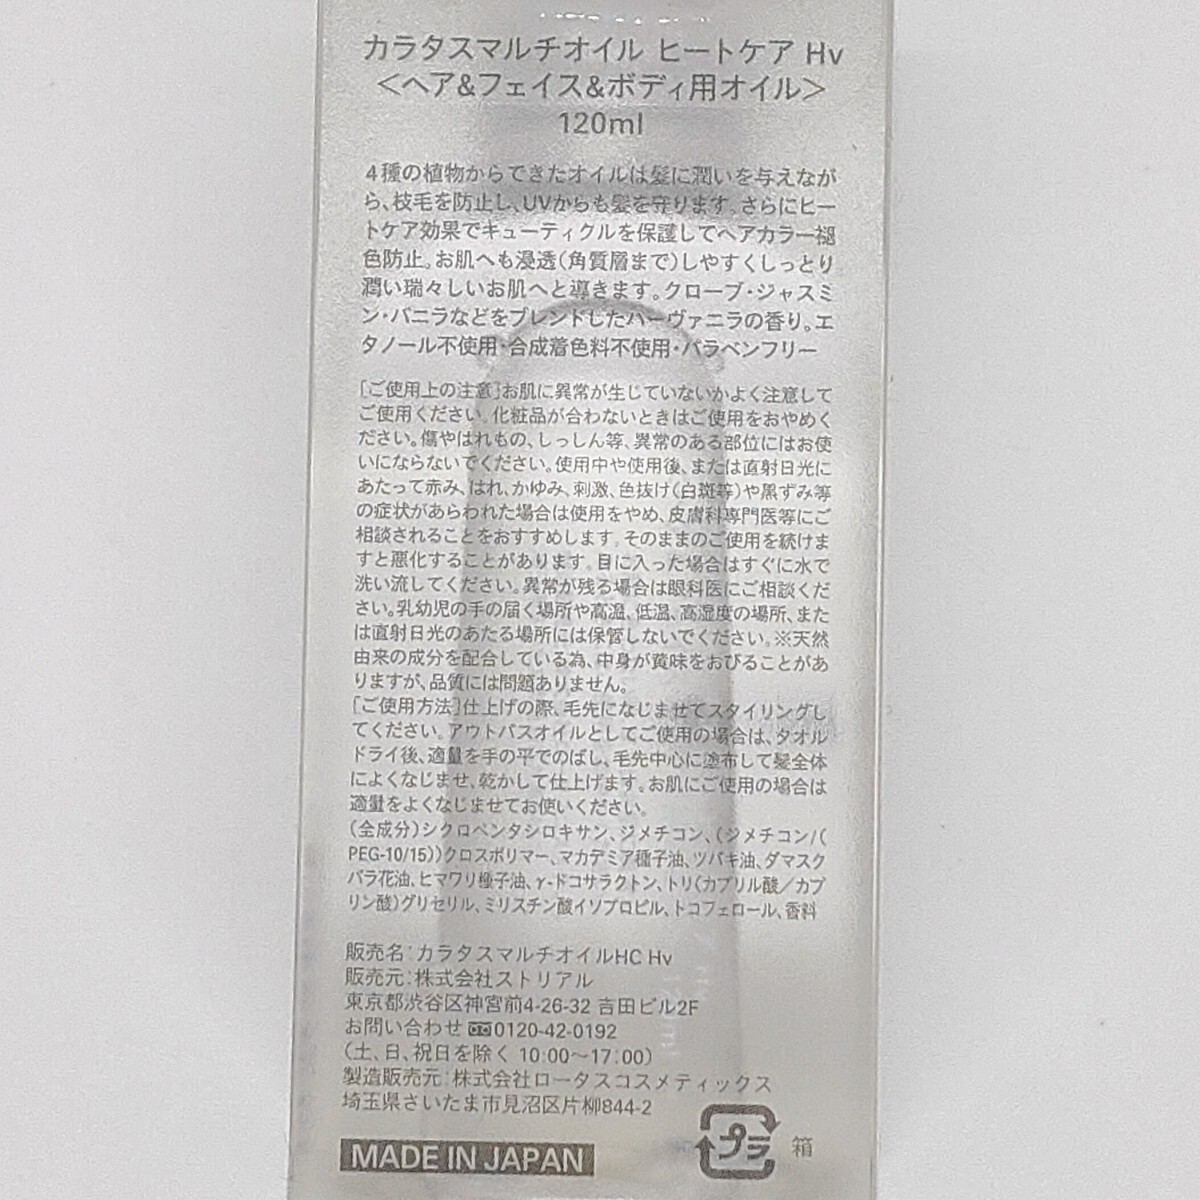 カラタスマルチオイル ヒートケア Hv
＜ヘア&フェイス&ボディ用オイル＞
120ml
4種の植物からできたオイルは髪に潤いを与えなが
ら、枝毛を防止し、UVからも髪を守ります。さらにヒー
トケア効果でキューティクルを保護してヘアカラー褪
色防止。お肌へも浸透(角質層まで)しやすくしっとり
潤い瑞々しいお肌へと導きます。クローブ・ジャスミ
ン・バニラなどをブレンドしたハーヴァニラの香り。エ
タノール不使用・合成着色料不使用・パラベンフリー
［ご使用上の注意］お肌に異常が生じていないかよく注意して
ご使用ください。化粧品が合わないときはご使用をおやめく
ださい。傷やはれもの、しっしん等、異常のある部位にはお使
いにならないでください。使用中や使用後、または直射日光に
あたって赤み、はれ、かゆみ、刺激、色抜け(白斑等)や黒ずみ等
の症状があらわれた場合は使用をやめ、皮膚科専門医等にご
相談されることをおすすめします。そのままのご使用を続けま
すと悪化することがあります。目に入った場合はすぐに水で
洗い流してください。異常が残る場合は眼科医にご相談くだ
さい。乳幼児の手の届く場所や高温、低温、高湿度の場所、また
は直射日光のあたる場所には保管しないでください。※天然
由来の成分を配合している為、中身が黄味をおびることがあ
りますが、品質には問題ありません。
［ご使用方法］仕上げの際、毛先になじませてスタイリングし
てください。アウトバスオイルとしてご使用の場合は、タオル
ドライ後、適量を手の平でのばし、毛先中心に塗布して髪全体
によくなじませ、乾かして仕上げます。お肌にご使用の場合は
適量をよくなじませてお使いください。
(全成分)シクロペンタシロキサン、ジメチコン、(ジメチコン/(
PEG-10/15))クロスポリマー、マカデミア種子油、ツバキ油、ダマスク
バラ花油、ヒマワリ種子油、γ-ドコサラクトン、トリ(カプリル酸／カプ
リン酸)グリセリル、ミリスチン酸イソプロピル、トコフェロール、香料
販売名：カラタスマルチオイルHC Hv
販売元：株式会社ストリアル
東京都渋谷区神宮前4-26-32 吉田ビル2F
お問い合わせ 0120-42-0192
(土、日、祝日を除く 10:00～17:00)
製造販売元：株式会社ロータスコスメティックス
埼玉県さいたま市見沼区片柳844-2
プラ 箱
MADE IN JAPAN